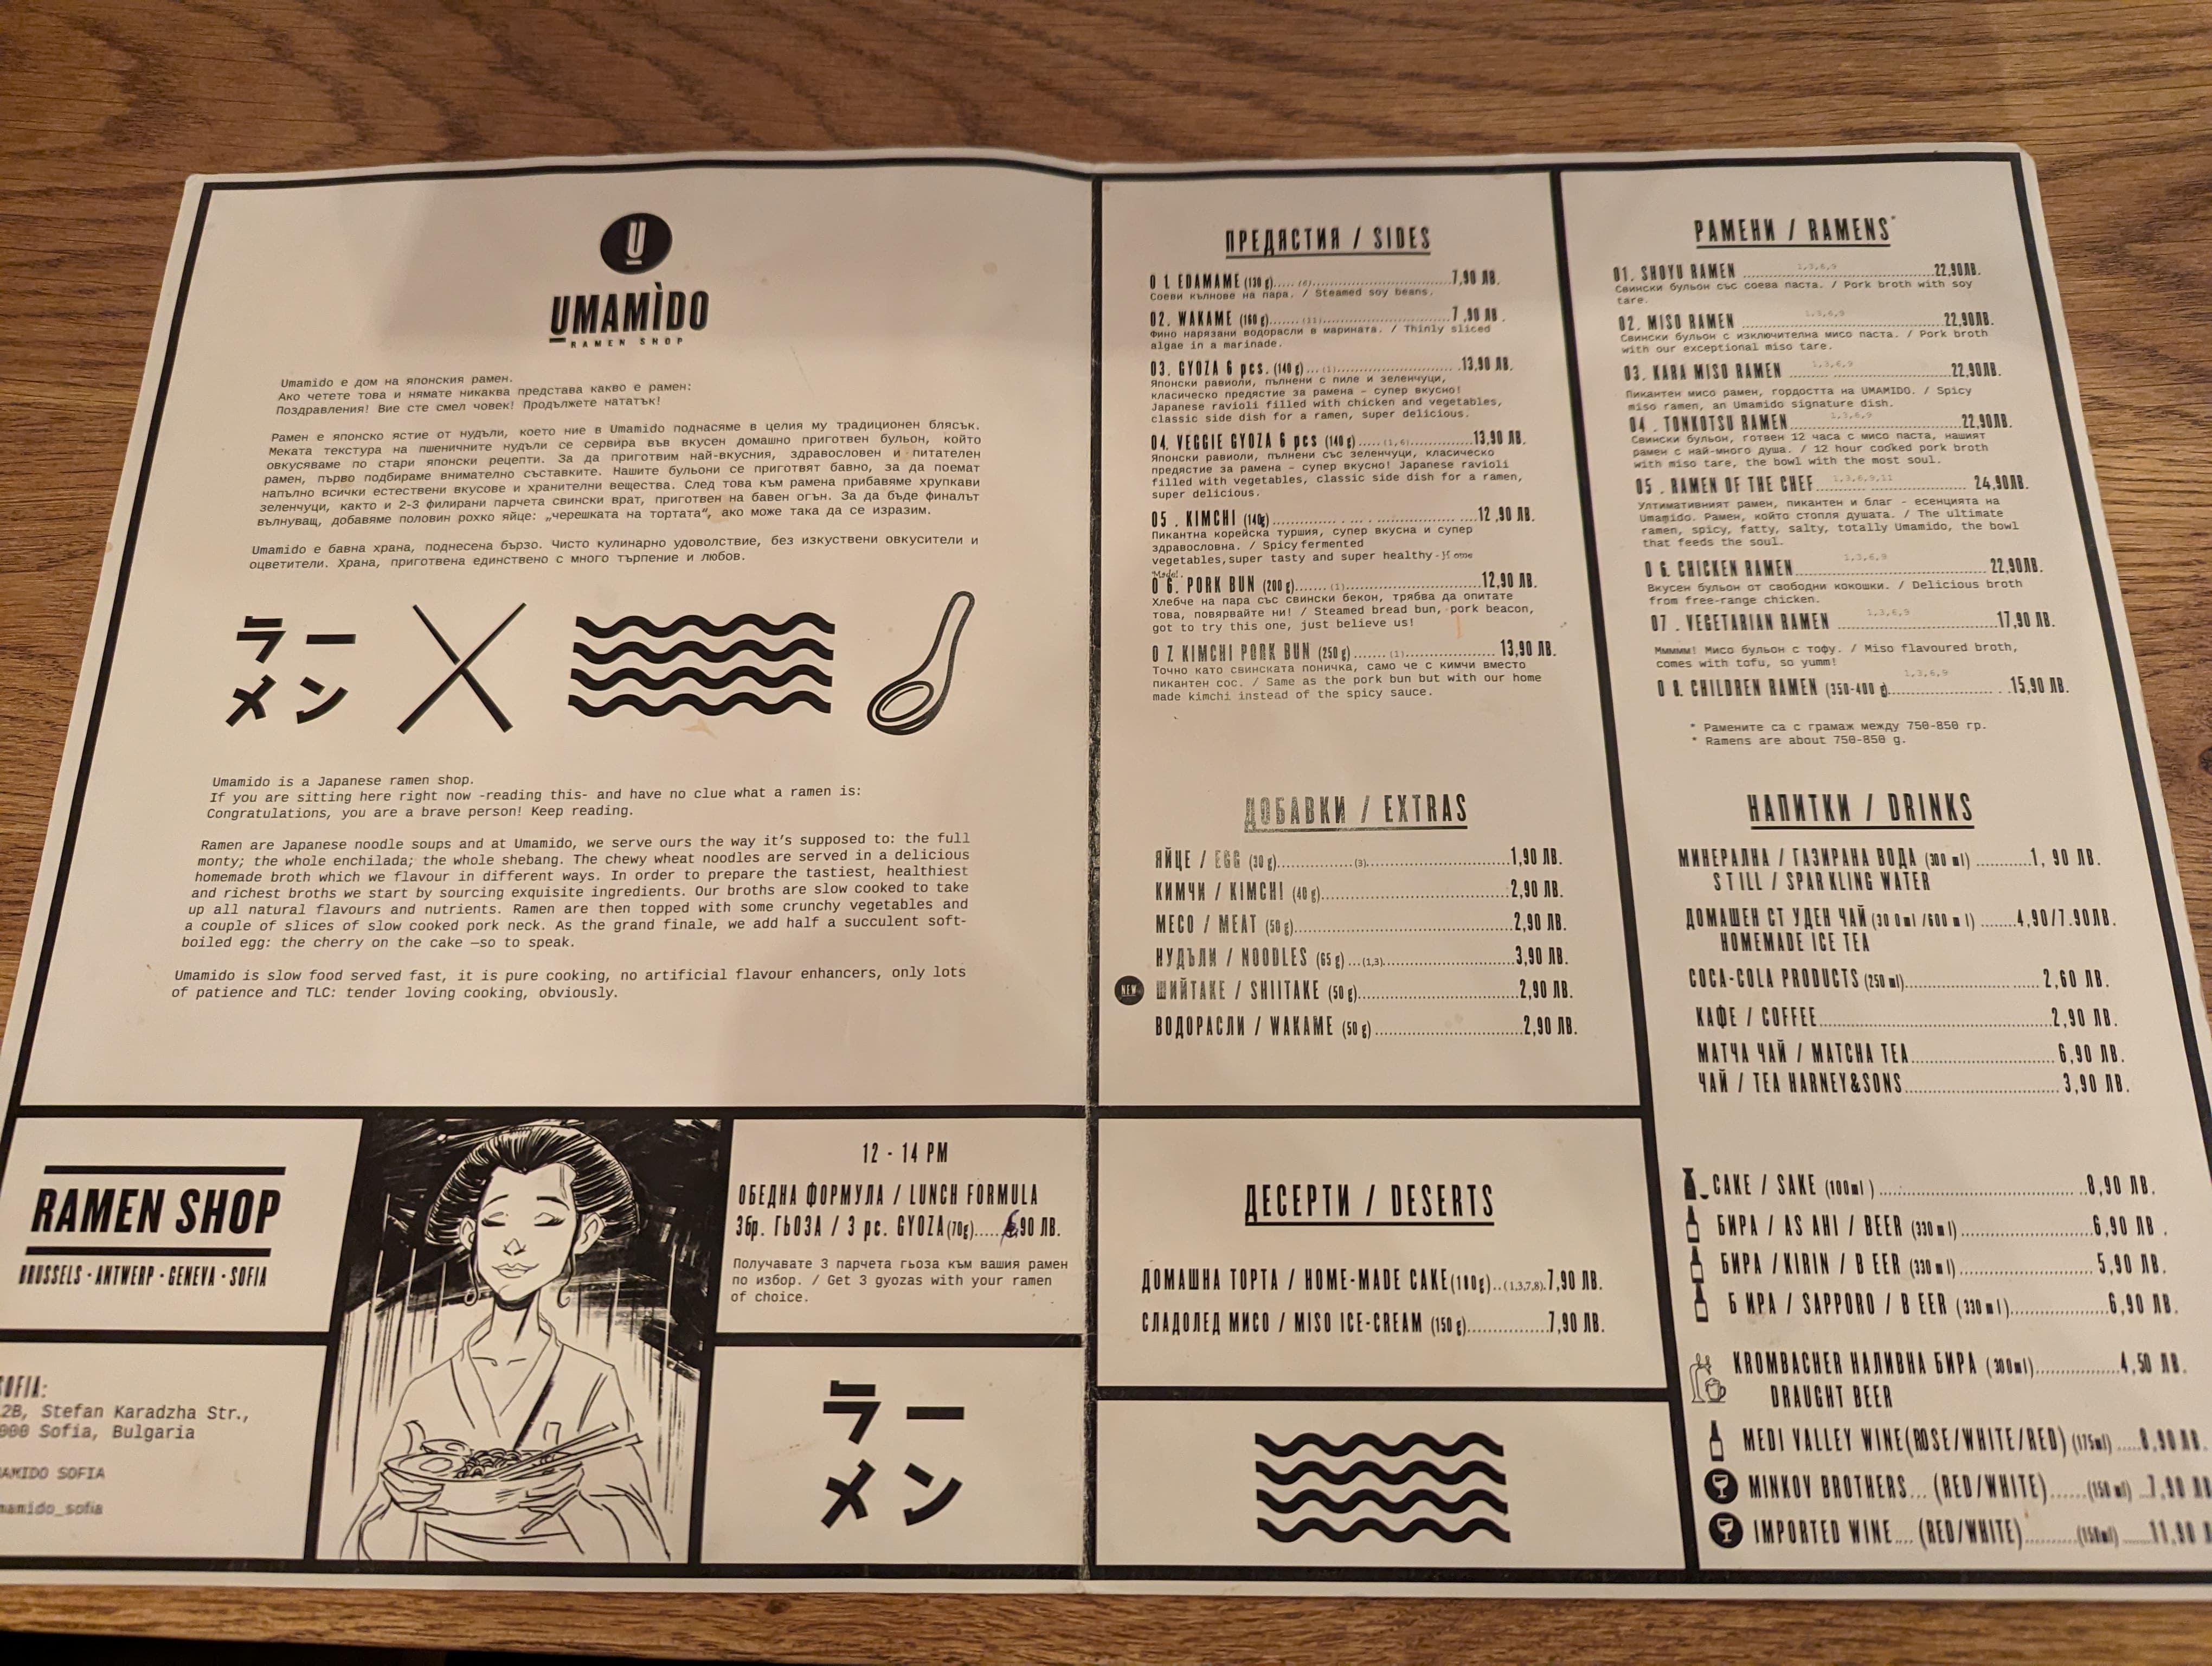 U
UMAMÌDO
RAMEN SHOP
Umamido е дом на японския рамен.
Ако четете това и нямате никаква представа какво е рамен:
Поздравления! Вие сте смел човек! Продължете нататък!
Рамен е японско ястие от нудъли, което ние в Umamido поднасяме в целия му традиционен блясък.
Меката текстура на пшеничните нудъли се сервира във вкусен домашно приготвен бульон, който
овкусяваме по стари японски рецепти. За да приготвим най-вкусния, здравословен и питателен
рамен, първо подбираме внимателно съставките. Нашите бульони се приготвят бавно, за да поемат
напълно всички естествени вкусове и хранителни вещества. След това към рамена прибавяме хрупкави
зеленчуци, както и 2-3 филирани парчета свински врат, приготвен на бавен огън. За да бъде финалът
вълнуващ, добавяме половин рохко яйце: „черешката на тортата“, ако може така да се изразим.
Umamido е бавна храна, поднесена бързо. Чисто кулинарно удоволствие, без изкуствени овкусители и
оцветители. Храна, приготвена единствено с много търпение и любов.
ラー
メン
Umamido is a Japanese ramen shop.
If you are sitting here right now -reading this- and have no clue what a ramen is:
Congratulations, you are a brave person! Keep reading.
Ramen are Japanese noodle soups and at Umamido, we serve ours the way it’s supposed to: the full
monty; the whole enchilada; the whole shebang. The chewy wheat noodles are served in a delicious
homemade broth which we flavour in different ways. In order to prepare the tastiest, healthiest
and richest broths we start by sourcing exquisite ingredients. Our broths are slow cooked to take
up all natural flavours and nutrients. Ramen are then topped with some crunchy vegetables and
a couple of slices of slow cooked pork neck. As the grand finale, we add half a succulent soft-
boiled egg: the cherry on the cake —so to speak.
Umamido is slow food served fast, it is pure cooking, no artificial flavour enhancers, only lots
of patience and TLC: tender loving cooking, obviously.
RAMEN SHOP
BRUSSELS · ANTWERP · GENEVA · SOFIA
SOFIA:
2B, Stefan Karadzha Str.,
000 Sofia, Bulgaria
AMIDO SOFIA
mamido_sofia
12 - 14 PM
ОБЕДНА ФОРМУЛА / LUNCH FORMULA
3бр. ГЬОЗА / 3 pc. GYOZA(70g)......6,90 ЛВ.
Получавате 3 парчета гьоза към вашия рамен
по избор. / Get 3 gyozas with your ramen
of choice.
ラー
メン
ПРЕДЯСТИЯ / SIDES
0 1. EDAMAME (130 g)..... (6)..................................7,90 ЛВ.
Соеви кълнове на пара. / Steamed soy beans.
02. WAKAME (160 g)........(11)................................7 ,90 ЛВ .
Фино нарязани водорасли в марината. / Thinly sliced
algae in a marinade.
03. GYOZA 6 pcs. (140 g) ...(1)...............................13,90 ЛВ.
Японски равиоли, пълнени с пиле и зеленчуци,
класическо предястие за рамена - супер вкусно!
Japanese ravioli filled with chicken and vegetables,
classic side dish for a ramen, super delicious.
04. VEGGIE GYOZA 6 pcs (140 g) .....(1,6)................13,90 ЛВ.
Японски равиоли, пълнени със зеленчуци, класическо
предястие за рамена - супер вкусно! Japanese ravioli
filled with vegetables, classic side dish for a ramen,
super delicious.
05 . KIMCHI (140g) ............... . ... . ...................12 ,90 ЛВ.
Пикантна корейска туршия, супер вкусна и супер
здравословна. / Spicy fermented
vegetables,super tasty and super healthy - Home
Made!.
0 6. PORK BUN (200 g).......(1)...........................12,90 ЛВ.
Хлебче на пара със свински бекон, трябва да опитате
това, повярвайте ни! / Steamed bread bun, pork beacon,
got to try this one, just believe us!
0 7. KIMCHI PORK BUN (250 g).......(1).................. 13,90 ЛВ.
Точно като свинската поничка, само че с кимчи вместо
пикантен сос. / Same as the pork bun but with our home
made kimchi instead of the spicy sauce.
ДОБАВКИ / EXTRAS
ЯЙЦЕ / EGG (30 g)..................(3)..................................1,90 ЛВ.
КИМЧИ / KIMCHI (40 g)...........................................2,90 ЛВ.
МЕСО / MEAT (50 g)..................................................2,90 ЛВ.
НУДЪЛИ / NOODLES (65 g) ...(1,3)..............................3,90 ЛВ.
NEW ШИЙТАКЕ / SHIITAKE (50 g).....................................2,90 ЛВ.
ВОДОРАСЛИ / WAKAME (50 g) ..................................2,90 ЛВ.
ДЕСЕРТИ / DESERTS
ДОМАШНА ТОРТА / HOME-MADE CAKE(180g)..(1,3,7,8).7,90 ЛВ.
СЛАДОЛЕД МИСО / MISO ICE-CREAM (150 g)..................7,90 ЛВ.
РАМЕНИ / RAMENS*
01. SHOYU RAMEN ..............1,3,6,9..........................22,90ЛВ.
Свински бульон със соева паста. / Pork broth with soy
tare.
02. MISO RAMEN ................1,3,6,9..........................22,90ЛВ.
Свински бульон с изключителна мисо паста. / Pork broth
with our exceptional miso tare.
03. KARA MISO RAMEN ........1,3,6,9........................22,90ЛВ.
Пикантен мисо рамен, гордостта на UMAMIDO. / Spicy
miso ramen, an Umamido signature dish.
04 . TONKOTSU RAMEN..........1,3,6,9......................22,90ЛВ.
Свински бульон, готвен 12 часа с мисо паста, нашият
рамен с най-много душа. / 12 hour cooked pork broth
with miso tare, the bowl with the most soul.
05 . RAMEN OF THE CHEF.....1,3,6,9,11.................. 24,90ЛВ.
Ултимативният рамен, пикантен и благ - есенцията на
Umamido. Рамен, който стопля душата. / The ultimate
ramen, spicy, fatty, salty, totally Umamido, the bowl
that feeds the soul.
0 6. CHICKEN RAMEN...........1,3,6,9.......................22,90ЛВ.
Вкусен бульон от свободни кокошки. / Delicious broth
from free-range chicken.
07 . VEGETARIAN RAMEN .......1,3,6,9.......................17,90 ЛВ.
Ммммм! Мисо бульон с тофу. / Miso flavoured broth,
comes with tofu, so yumm!
0 8. CHILDREN RAMEN (350-400 g)....1,3,6,9........... . .15,90 ЛВ.
* Рамените са с грамаж между 750-850 гр.
* Ramens are about 750-850 g.
НАПИТКИ / DRINKS
МИНЕРАЛНА / ГАЗИРАНА ВОДА (300 ml) ...........1, 90 ЛВ.
STILL / SPARKLING WATER
ДОМАШЕН СТ УДЕН ЧАЙ (30 0ml /600 m l) .......4,90/7.90ЛВ.
HOMEMADE ICE TEA
COCA-COLA PRODUCTS (250 ml)...................... ..... 2,60 ЛВ.
КАФЕ / COFFEE..............................................2,90 ЛВ.
МАТЧА ЧАЙ / MATCHA TEA............................. 6,90 ЛВ.
ЧАЙ / TEA HARNEY&SONS............................... 3,90 ЛВ.
САКЕ / SAKE (100ml ) ....................................... ..8,90 ЛВ.
БИРА / AS AHI / BEER (330 m l)...........................6,90 ЛВ .
БИРА / KIRIN / B EER (330 m l)........................... 5,90 ЛВ.
Б ИРА / SAPPORO / B EER ( 330 m l)...................6,90 ЛВ.
KROMBACHER НАЛИВНА БИРА (300ml)................4,50 ЛВ.
DRAUGHT BEER
MEDI VALLEY WINE(ROSE/WHITE/RED) (175ml) .....8,90 ЛВ.
MINKOV BROTHERS... (RED/WHITE)......(150 ml) ...7,90 ЛВ
IMPORTED WINE.... (RED/WHITE)..........(150ml) ......11,90